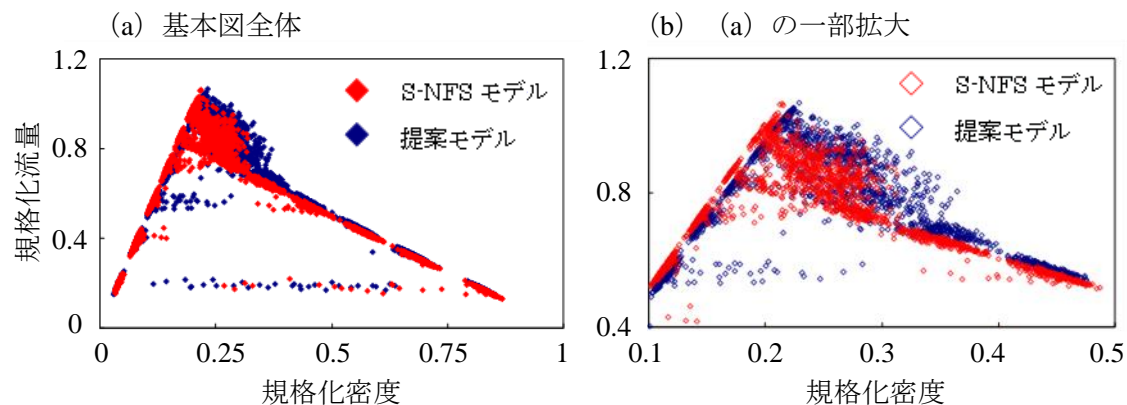 （a）基本図全体
1.2
S-NFS モデル
提案モデル
0.8
0.4
0
0
0.25
0.5
0.75
1
規格化流量
規格化密度
（b）（a）の一部拡大
1.2
S-NFS モデル
提案モデル
0.8
0.4
0.1
0.2
0.3
0.4
0.5
規格化密度